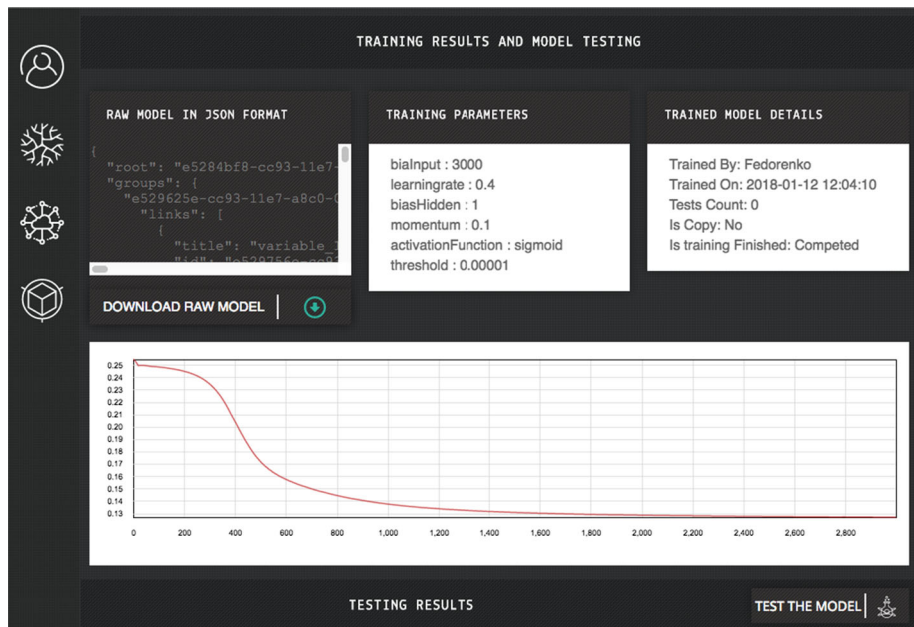 TRAINING RESULTS AND MODEL TESTING
RAW MODEL IN JSON FORMAT
{
"root": "e5284bf8-cc93-11e7-
"groups": {
"e529625e-cc93-11e7-a8c0-0
"links": [
{
"title": "variable_
"id": "e529756e-cc93
DOWNLOAD RAW MODEL
TRAINING PARAMETERS
biaInput : 3000
learningrate : 0.4
biasHidden : 1
momentum : 0.1
activationFunction : sigmoid
threshold : 0.00001
TRAINED MODEL DETAILS
Trained By: Fedorenko
Trained On: 2018-01-12 12:04:10
Tests Count: 0
Is Copy: No
Is training Finished: Competed
0.25
0.24
0.23
0.22
0.21
0.20
0.19
0.18
0.17
0.16
0.15
0.14
0.13
0 200 400 600 800 1,000 1,200 1,400 1,600 1,800 2,000 2,200 2,400 2,600 2,800
TESTING RESULTS
TEST THE MODEL